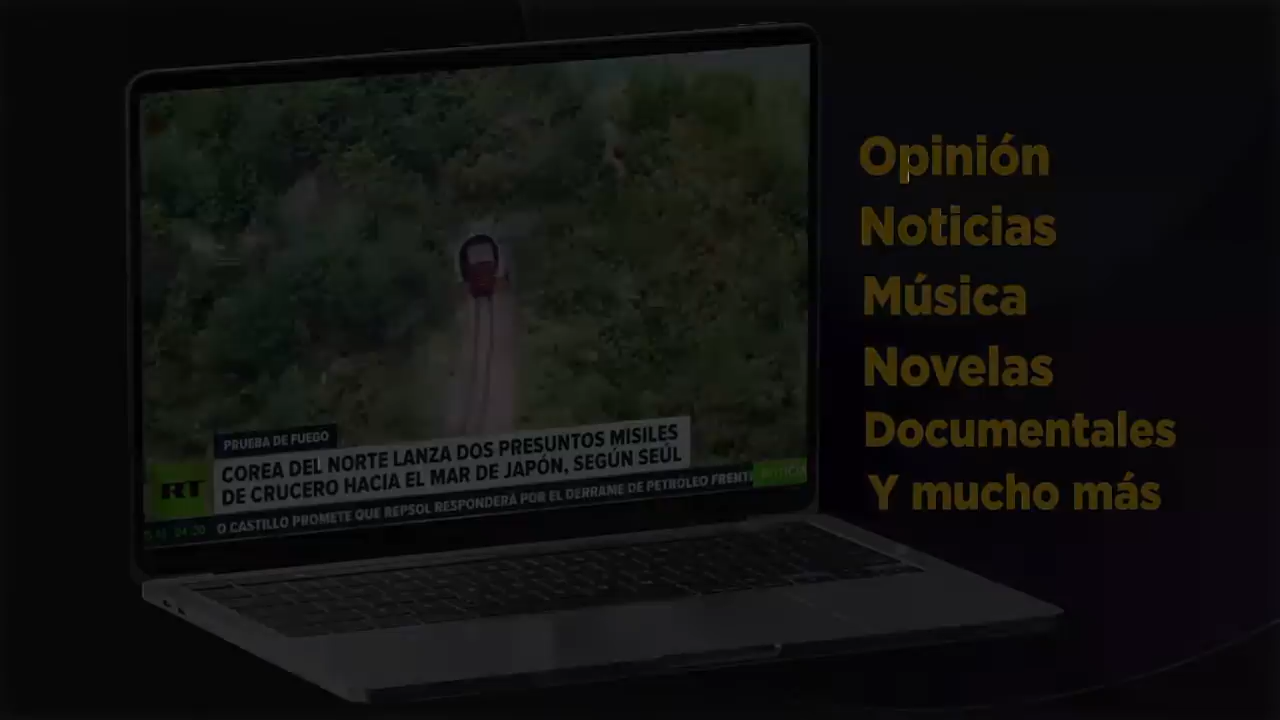 PRUEBA DE FUEGO
COREA DEL NORTE LANZA DOS PRESUNTOS MISILES
DE CRUCERO HACIA EL MAR DE JAPÓN, SEGÚN SEÚL
RT
O CASTILLO PROMETE QUE REPSOL RESPONDERÁ POR EL DERRAME DE PETRÓLEO FRENT
Opinión
Noticias
Música
Novelas
Documentales
Y mucho más